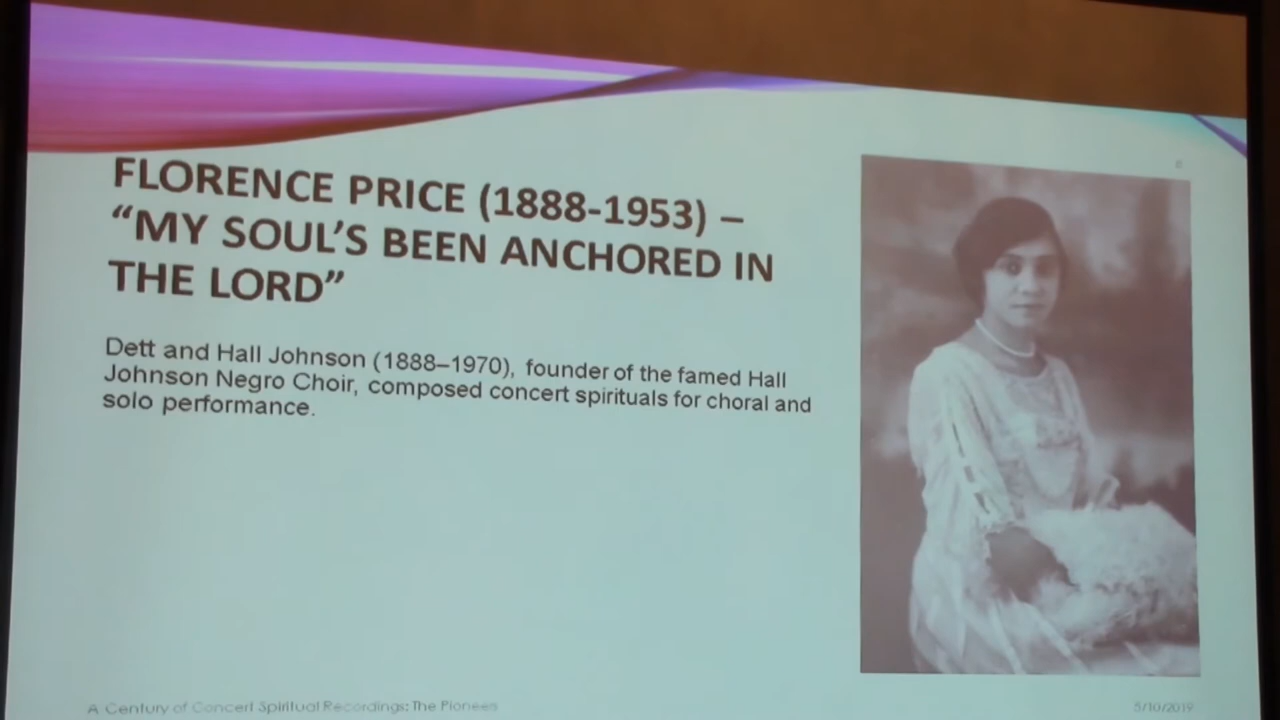 FLORENCE PRICE (1888-1953) –
“MY SOUL’S BEEN ANCHORED IN
THE LORD”
Dett and Hall Johnson (1888–1970), founder of the famed Hall
Johnson Negro Choir, composed concert spirituals for choral and
solo performance.
A Century of Concert Spiritual Recordings: The Pionees
5/10/2019